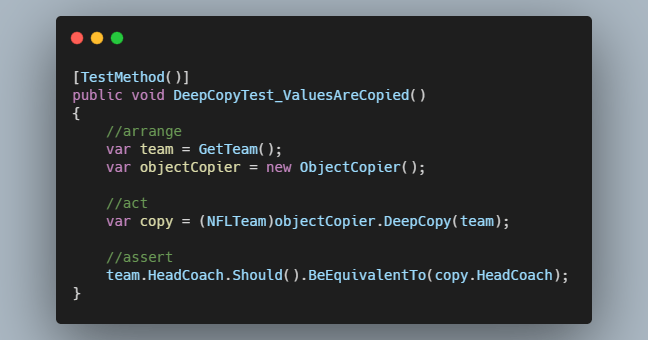 [TestMethod()]
public void DeepCopyTest_ValuesAreCopied()
{
    //arrange
    var team = GetTeam();
    var objectCopier = new ObjectCopier();

    //act
    var copy = (NFLTeam)objectCopier.DeepCopy(team);

    //assert
    team.HeadCoach.Should().BeEquivalentTo(copy.HeadCoach);
}